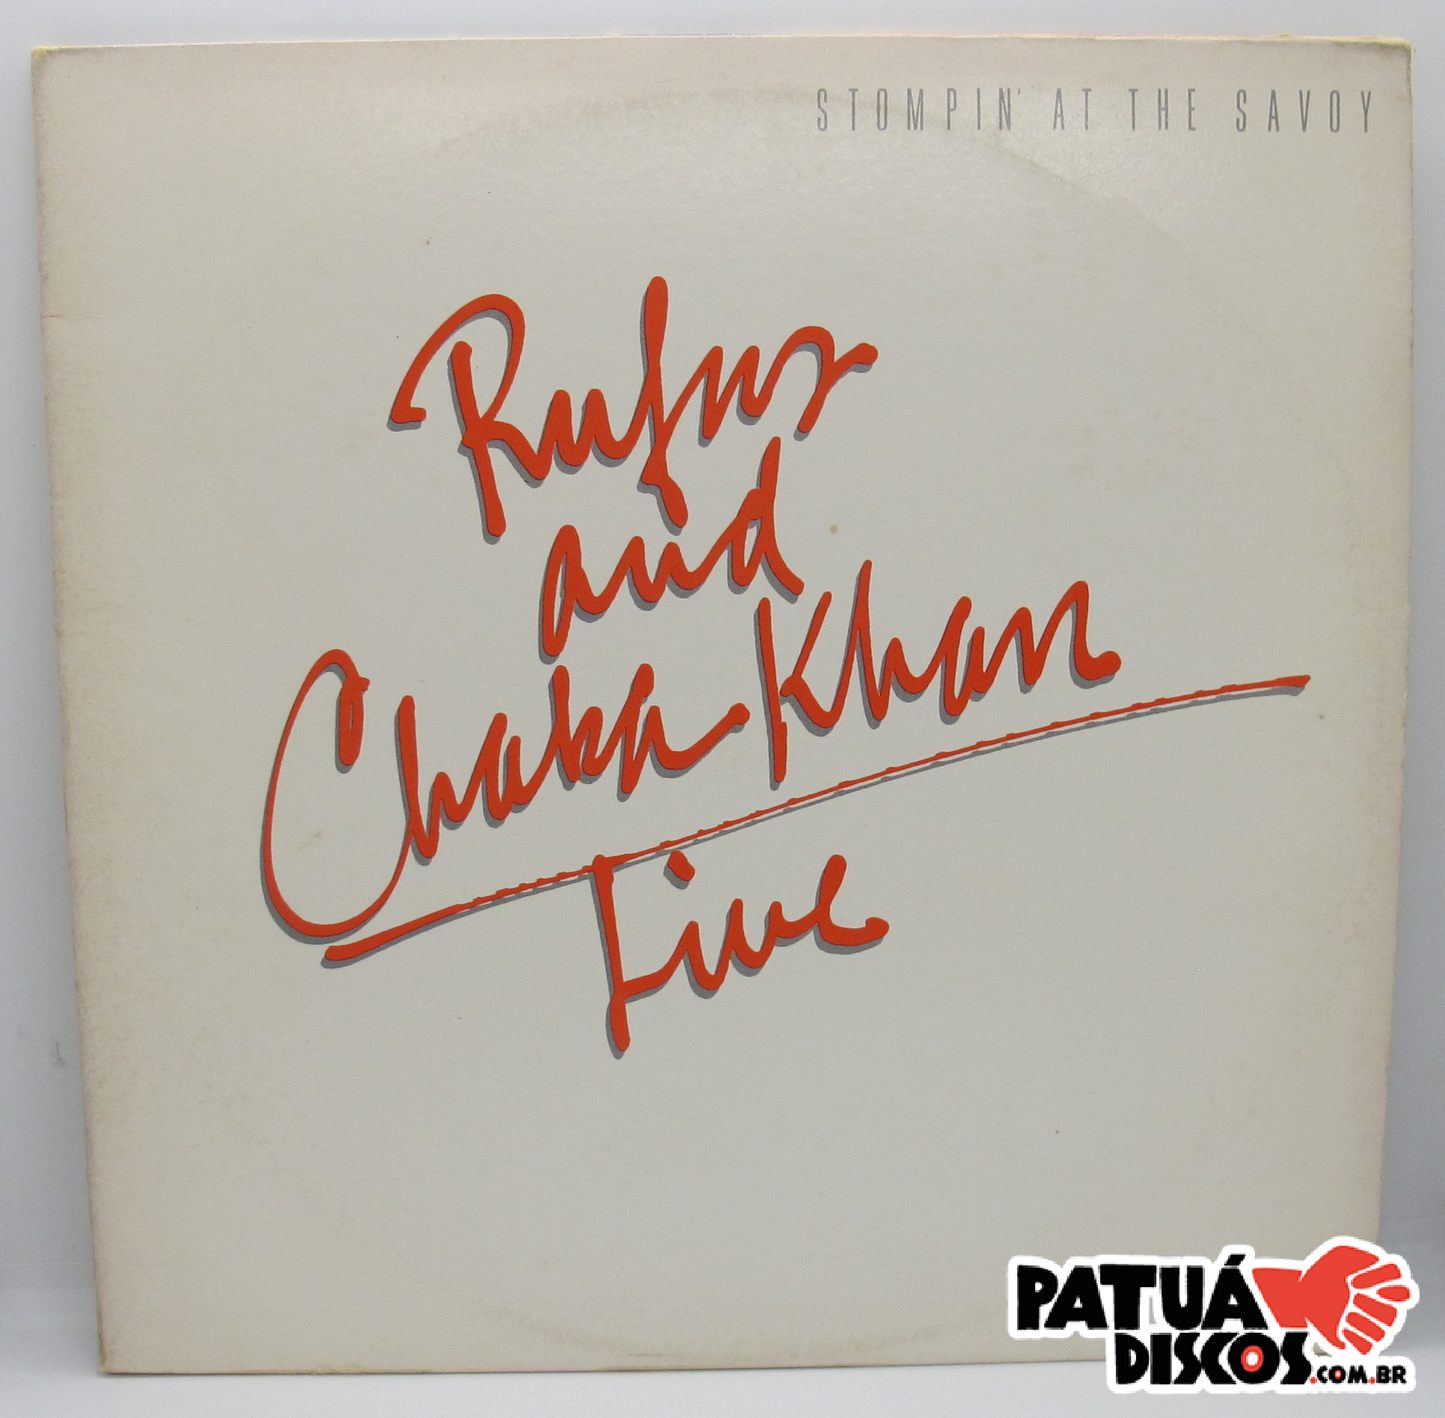 STOMPIN' AT THE SAVOY
Rufus
and
Chaka Khan
Live
PATUÁ
DISCOS.COM.BR